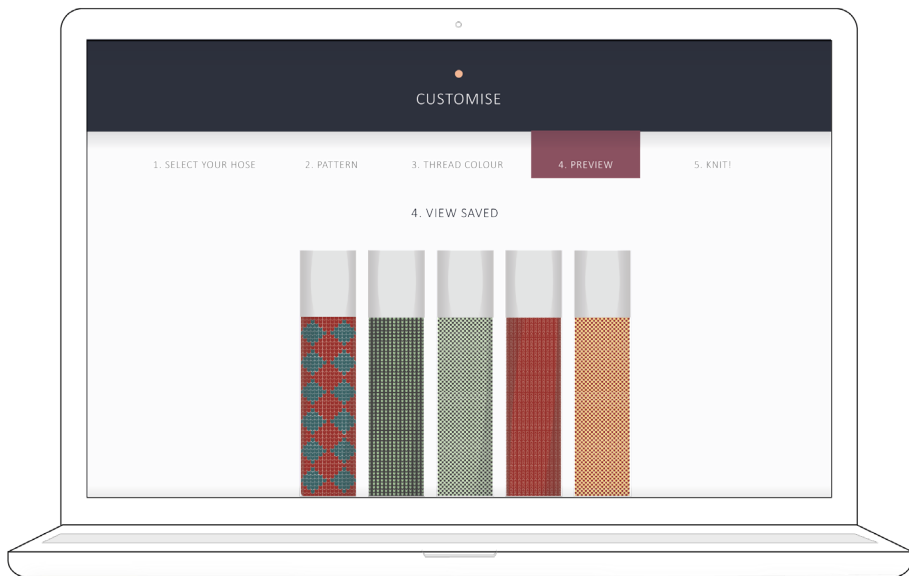 CUSTOMISE
1. SELECT YOUR HOSE 2. PATTERN 3. THREAD COLOUR 4. PREVIEW 5. KNIT!
4. VIEW SAVED